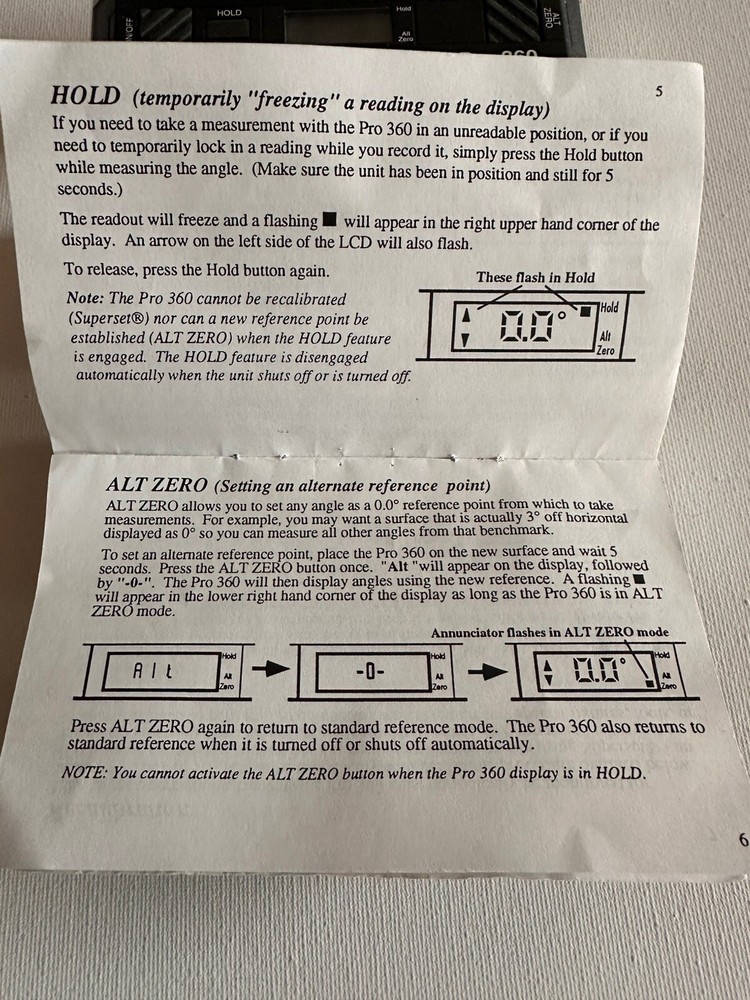 ON/OFF
HOLD
Hold
Alt
Zero
ALT
ZERO
360
5
HOLD (temporarily "freezing" a reading on the display)
If you need to take a measurement with the Pro 360 in an unreadable position, or if you
need to temporarily lock in a reading while you record it, simply press the Hold button
while measuring the angle. (Make sure the unit has been in position and still for 5
seconds.)
The readout will freeze and a flashing ■ will appear in the right upper hand corner of the
display. An arrow on the left side of the LCD will also flash.
To release, press the Hold button again.
Note: The Pro 360 cannot be recalibrated
(Superset®) nor can a new reference point be
established (ALT ZERO) when the HOLD feature
is engaged. The HOLD feature is disengaged
automatically when the unit shuts off or is turned off.
These flash in Hold
0.0°
Hold
Alt
Zero
ALT ZERO (Setting an alternate reference point)
ALT ZERO allows you to set any angle as a 0.0° reference point from which to take
measurements. For example, you may want a surface that is actually 3° off horizontal
displayed as 0° so you can measure all other angles from that benchmark.
To set an alternate reference point, place the Pro 360 on the new surface and wait 5
seconds. Press the ALT ZERO button once. "Alt "will appear on the display, followed
by "-0-". The Pro 360 will then display angles using the new reference. A flashing ■
will appear in the lower right hand corner of the display as long as the Pro 360 is in ALT
ZERO mode.
Annunciator flashes in ALT ZERO mode
Alt
Hold
Alt
Zero
-0-
Hold
Alt
Zero
0.0°
Hold
Alt
Zero
Press ALT ZERO again to return to standard reference mode. The Pro 360 also returns to
standard reference when it is turned off or shuts off automatically.
NOTE: You cannot activate the ALT ZERO button when the Pro 360 display is in HOLD.
6